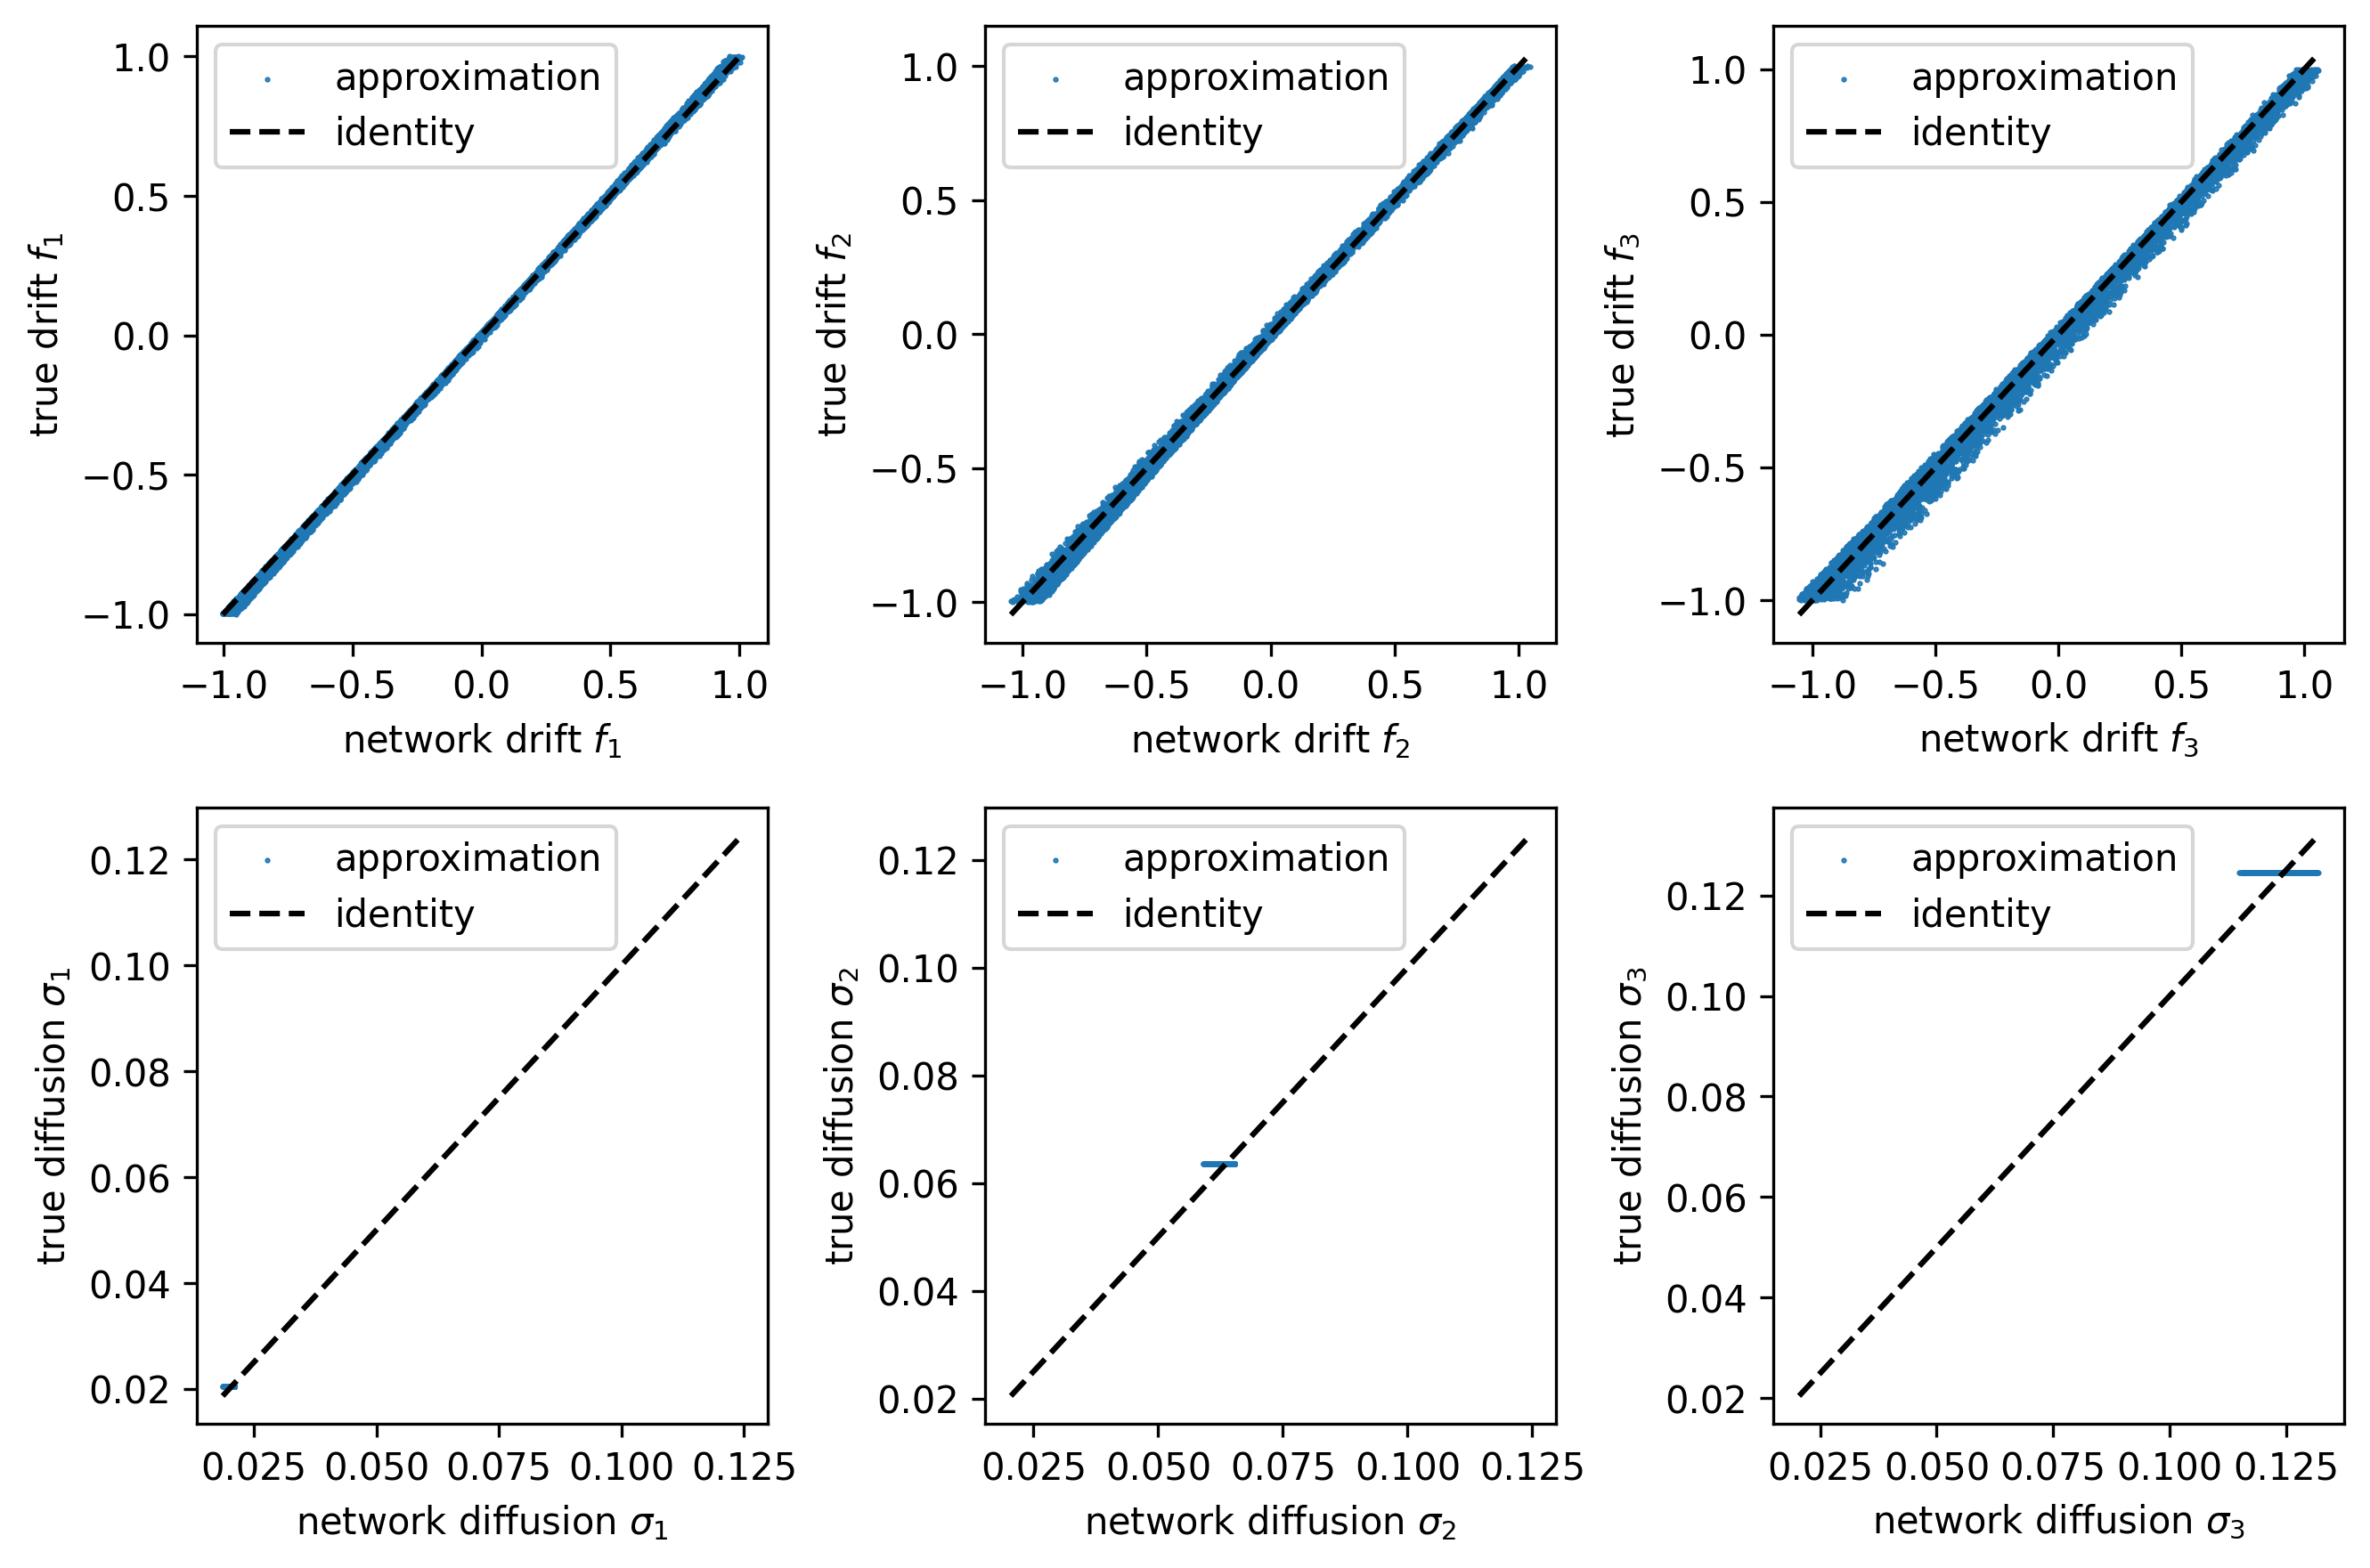 approximation
identity
1.0
0.5
0.0
−0.5
−1.0
true drift f₁
−1.0 −0.5 0.0 0.5 1.0
network drift f₁
approximation
identity
1.0
0.5
0.0
−0.5
−1.0
true drift f₂
−1.0 −0.5 0.0 0.5 1.0
network drift f₂
approximation
identity
1.0
0.5
0.0
−0.5
−1.0
true drift f₃
−1.0 −0.5 0.0 0.5 1.0
network drift f₃
approximation
identity
0.12
0.10
0.08
0.06
0.04
0.02
true diffusion σ₁
0.025 0.050 0.075 0.100 0.125
network diffusion σ₁
approximation
identity
0.12
0.10
0.08
0.06
0.04
0.02
true diffusion σ₂
0.025 0.050 0.075 0.100 0.125
network diffusion σ₂
approximation
identity
0.12
0.10
0.08
0.06
0.04
0.02
true diffusion σ₃
0.025 0.050 0.075 0.100 0.125
network diffusion σ₃